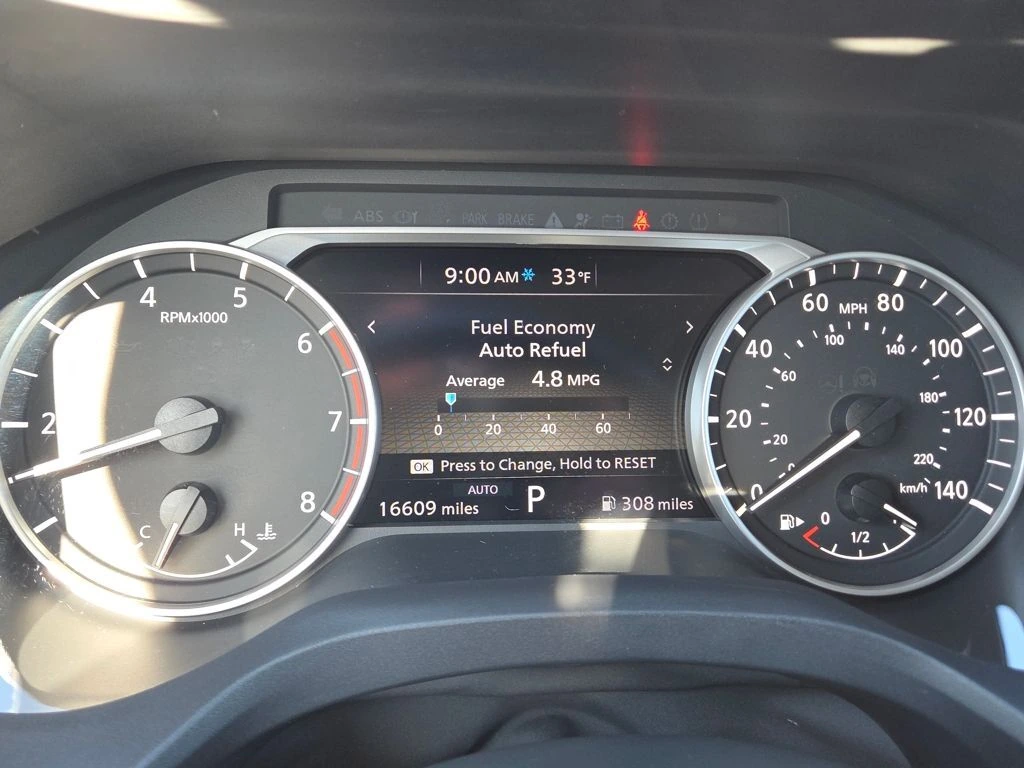 ABS
PARK BRAKE
9:00 AM 33°F
Fuel Economy
Auto Refuel
Average 4.8 MPG
0 20 40 60
OK Press to Change, Hold to RESET
AUTO
16609 miles P 308 miles
2 4 5 6 7 8
RPMx1000
C H
0 20 40 60 80 100 120 140
MPH
0 20 60 100 140 180 220
km/h
0 1/2